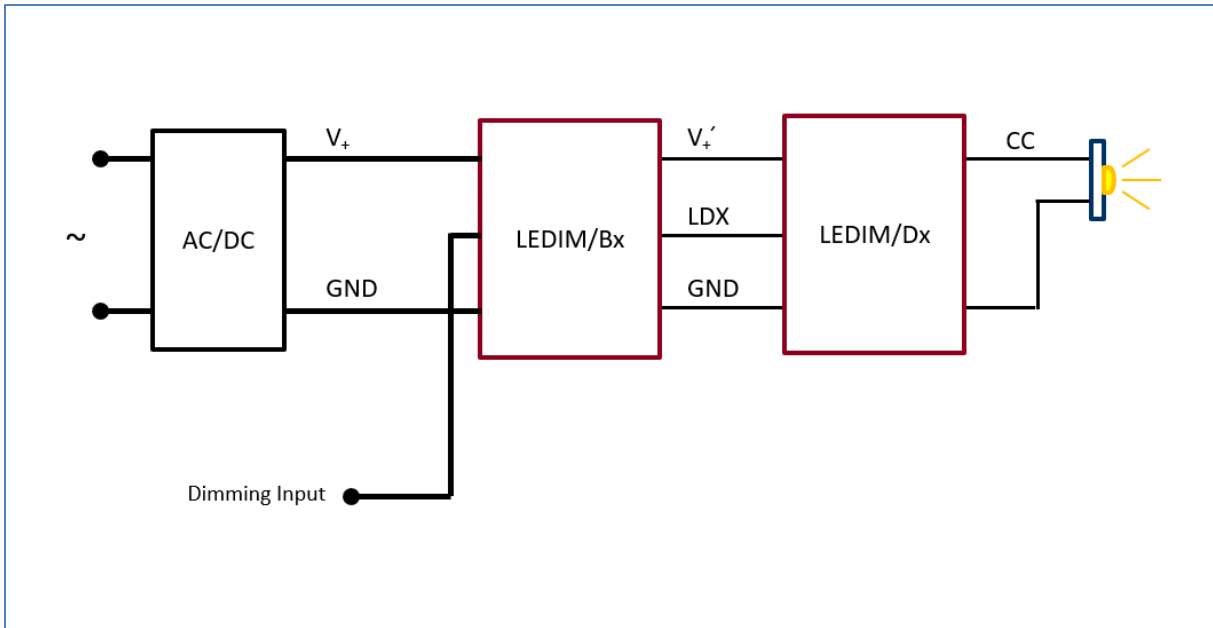 V+
V+´
CC
~
AC/DC
LEDIM/Bx
LDX
LEDIM/Dx
GND
GND
Dimming Input